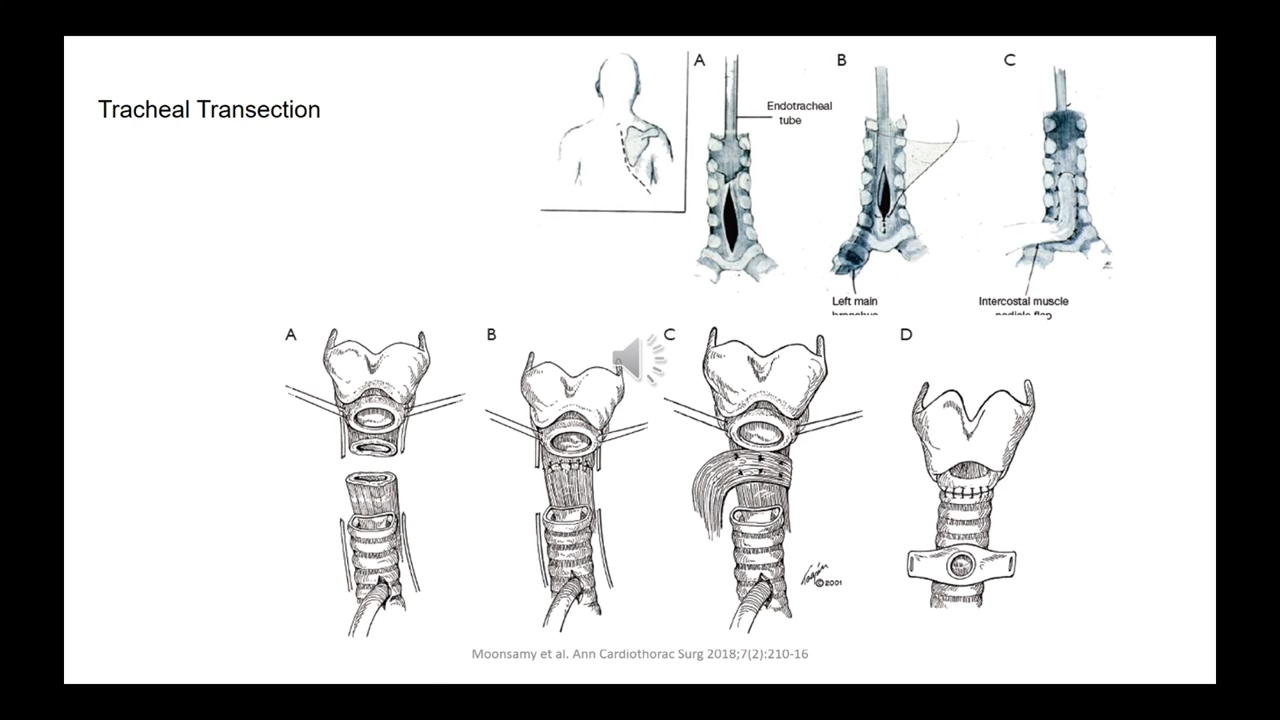 Tracheal Transection
A
B
C
Endotracheal
tube
Left main
Intercostal muscle
A
B
C
D
©2001
Moonsamy et al. Ann Cardiothorac Surg 2018;7(2):210-16